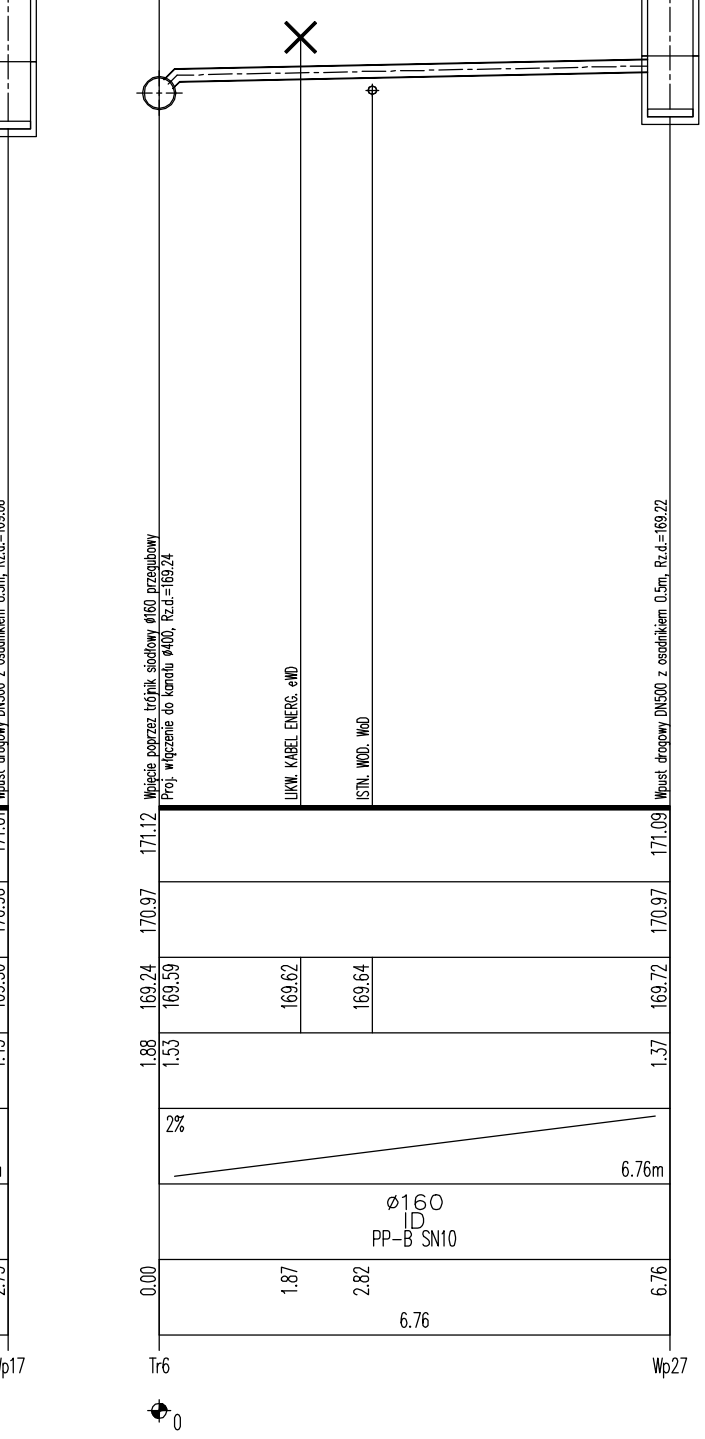 Wpięcie poprzez trójnik siodłowy ø160 przegubowy
Proj. włączenie do kanału ø400, Rz.d.=169.24
LIKW. KABEL ENERG. eWD
ISTN. WOD. WoD
Wpust drogowy DN500 z osadnikiem 0.5m, Rz.d.=169.22
171.12
171.09
170.97
170.97
169.24
169.59
169.62
169.64
169.72
1.88
1.53
1.37
2%
6.76m
ø160
ID
PP-B SN10
0.00
1.87
2.82
6.76
6.76
Wp17
Tr6
Wp27
0